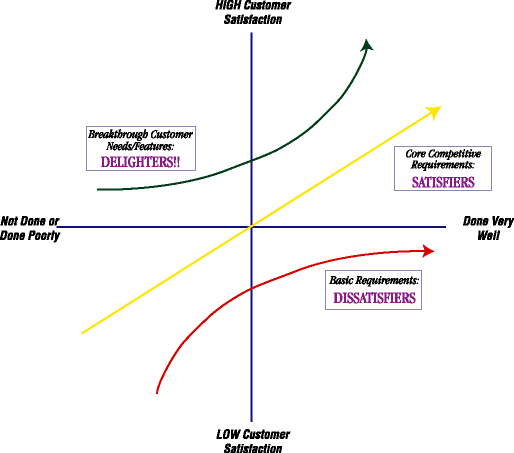 HIGH Customer
Satisfaction
Breakthrough Customer
Needs/Features:
DELIGHTERS!!
Core Competitive
Requirements:
SATISFIERS
Not Done or
Done Poorly
Done Very
Well
Basic Requirements:
DISSATISFIERS
LOW Customer
Satisfaction